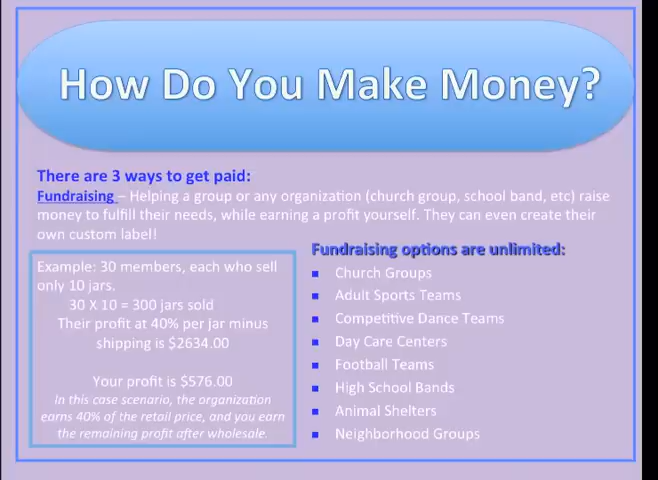 How Do You Make Money?
There are 3 ways to get paid:
Fundraising – Helping a group or any organization (church group, school band, etc) raise
money to fulfill their needs, while earning a profit yourself. They can even create their
own custom label!
Example: 30 members, each who sell
only 10 jars.
30 X 10 = 300 jars sold
Their profit at 40% per jar minus
shipping is $2634.00
Your profit is $576.00
In this case scenario, the organization
earns 40% of the retail price, and you earn
the remaining profit after wholesale.
Fundraising options are unlimited:
Church Groups
Adult Sports Teams
Competitive Dance Teams
Day Care Centers
Football Teams
High School Bands
Animal Shelters
Neighborhood Groups